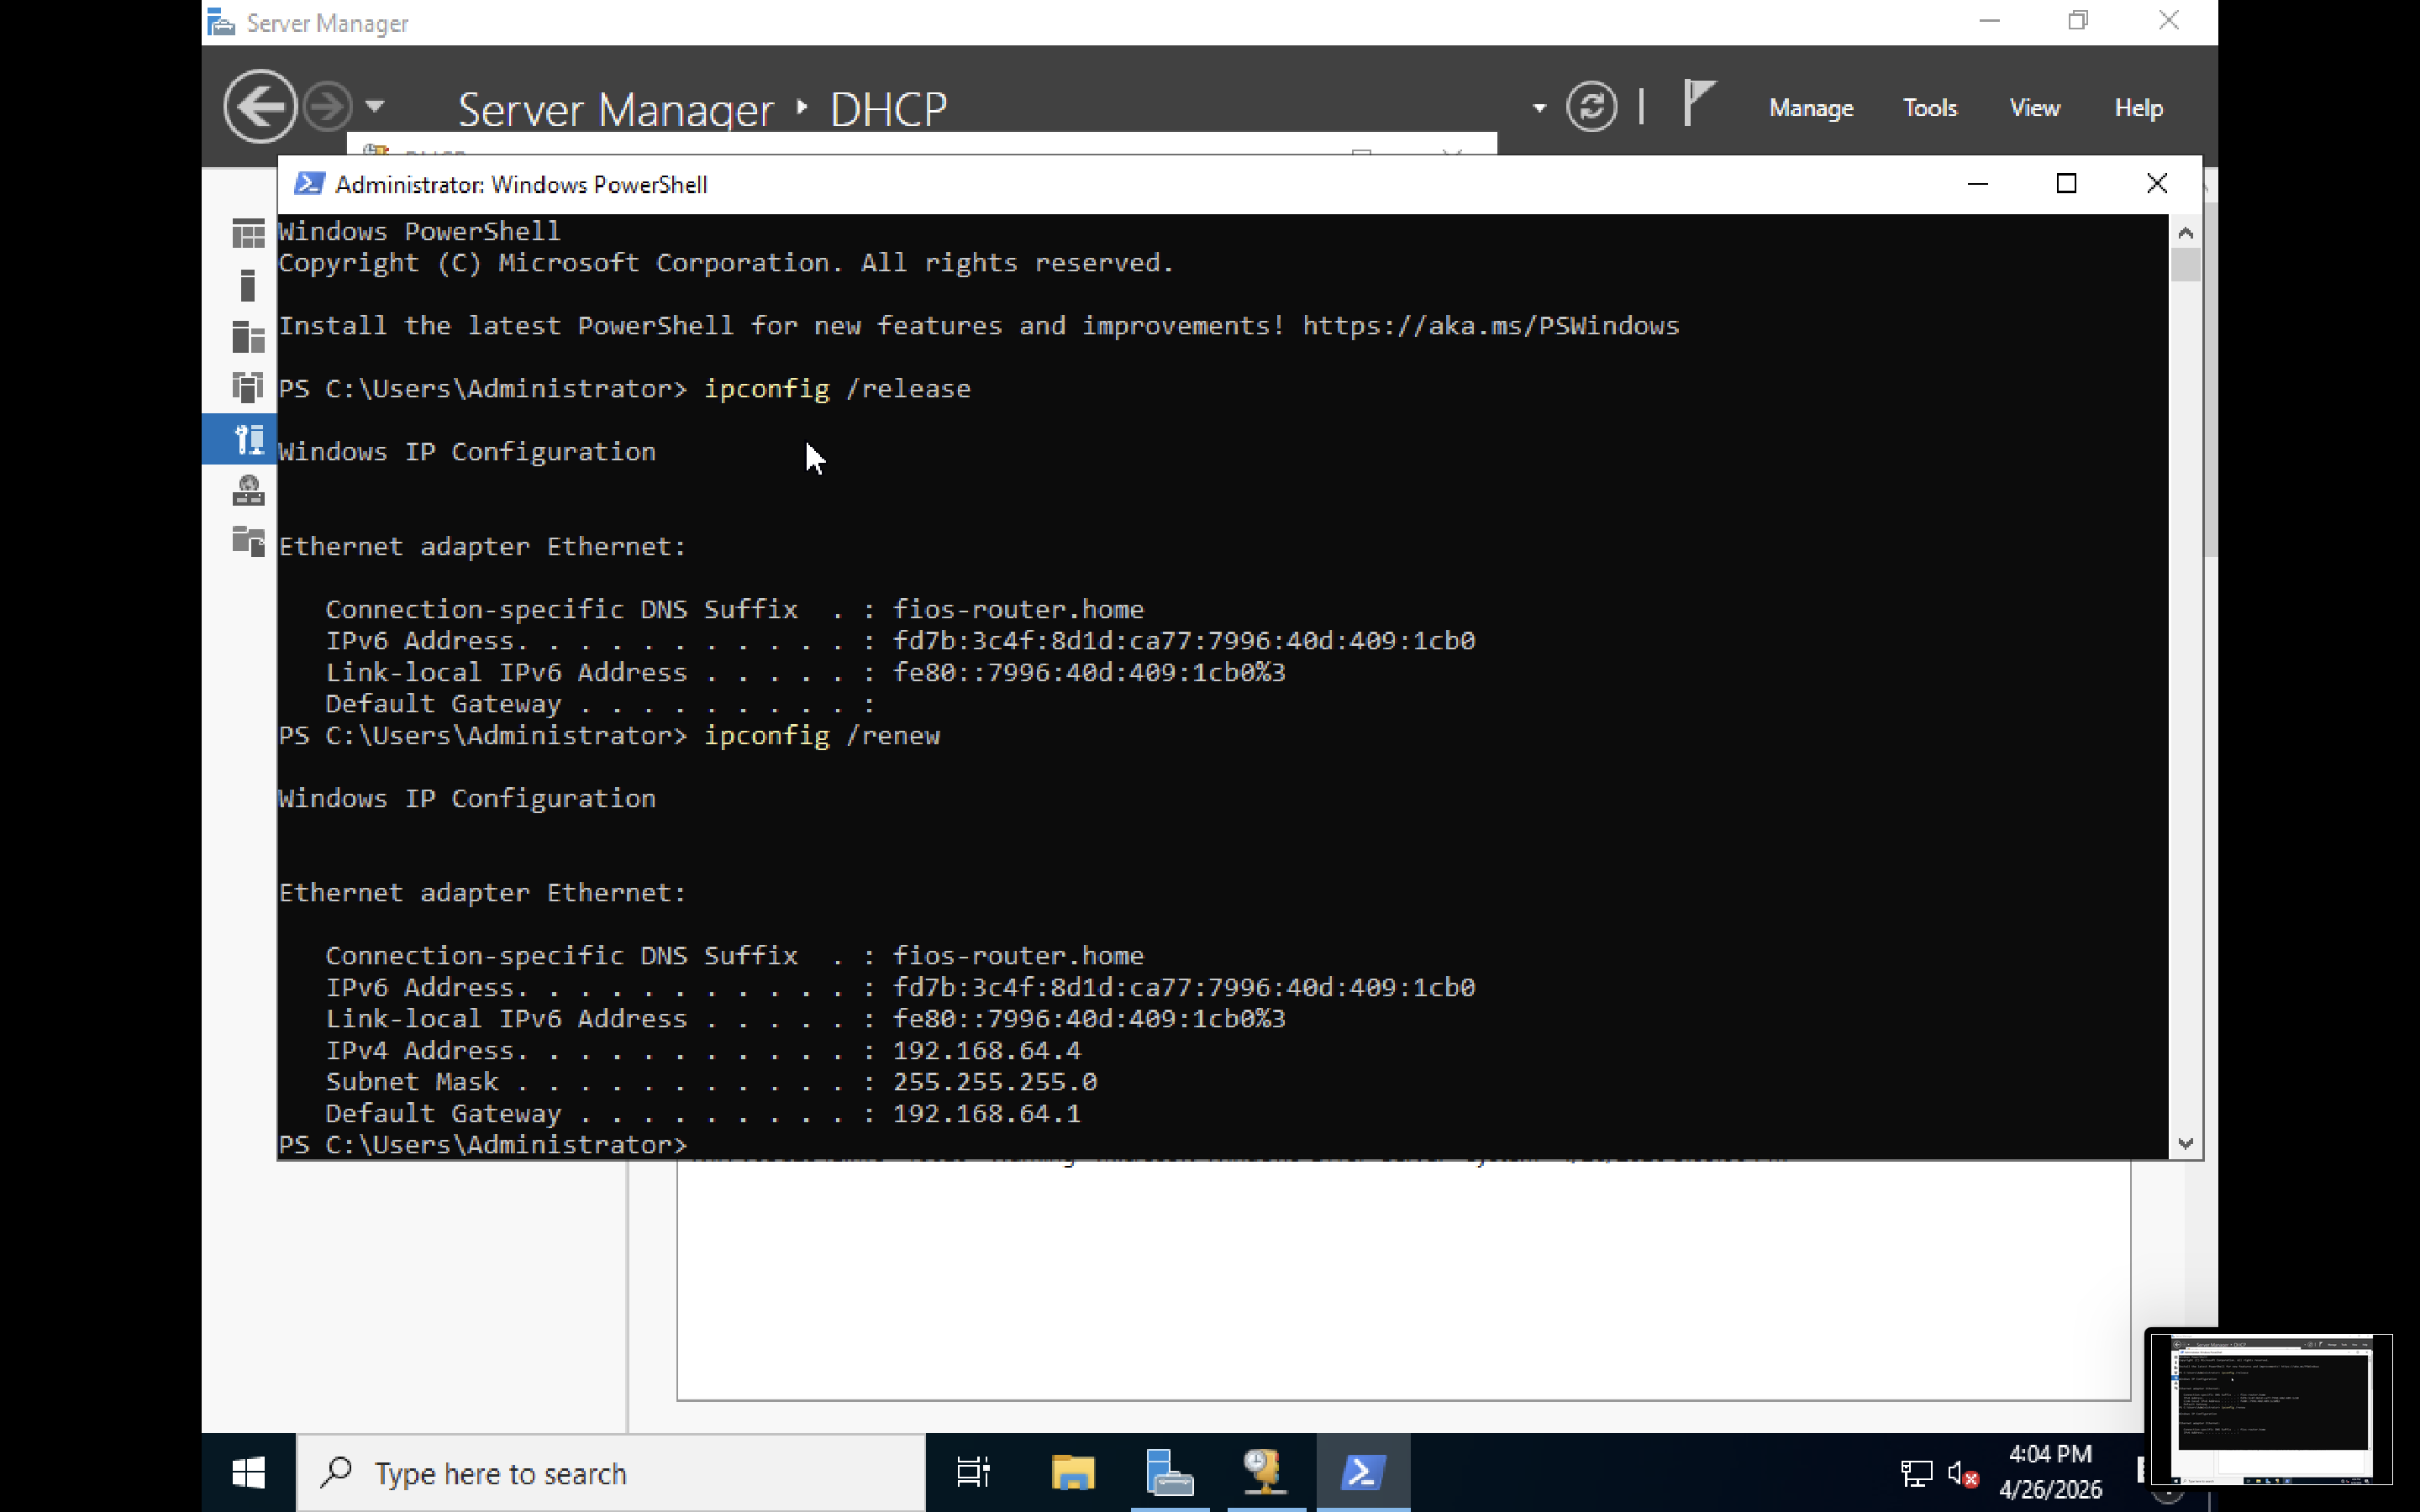 Server Manager
Server Manager ‣ DHCP
Manage Tools View Help
Administrator: Windows PowerShell
Windows PowerShell
Copyright (C) Microsoft Corporation. All rights reserved.
Install the latest PowerShell for new features and improvements! https://aka.ms/PSWindows
PS C:\Users\Administrator> ipconfig /release
Windows IP Configuration
Ethernet adapter Ethernet:
Connection-specific DNS Suffix . : fios-router.home
IPv6 Address. . . . . . . . . . . : fd7b:3c4f:8d1d:ca77:7996:40d:409:1cb0
Link-local IPv6 Address . . . . . : fe80::7996:40d:409:1cb0%3
Default Gateway . . . . . . . . . :
PS C:\Users\Administrator> ipconfig /renew
Windows IP Configuration
Ethernet adapter Ethernet:
Connection-specific DNS Suffix . : fios-router.home
IPv6 Address. . . . . . . . . . . : fd7b:3c4f:8d1d:ca77:7996:40d:409:1cb0
Link-local IPv6 Address . . . . . : fe80::7996:40d:409:1cb0%3
IPv4 Address. . . . . . . . . . . : 192.168.64.4
Subnet Mask . . . . . . . . . . . : 255.255.255.0
Default Gateway . . . . . . . . . : 192.168.64.1
PS C:\Users\Administrator>
Type here to search
4:04 PM
4/26/2026